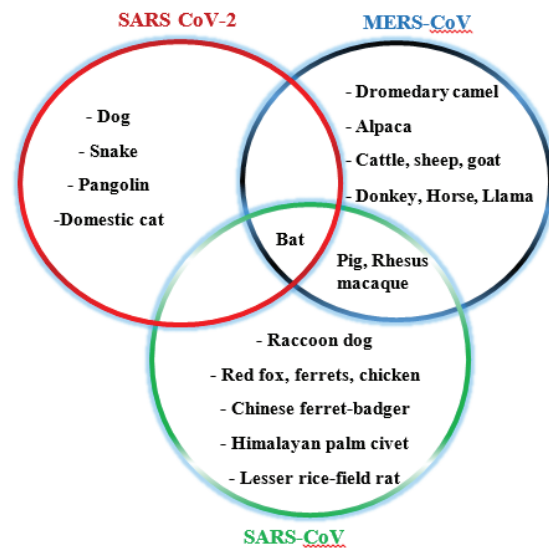 SARS CoV-2
MERS-CoV
- Dog
- Snake
- Pangolin
-Domestic cat
- Dromedary camel
- Alpaca
- Cattle, sheep, goat
- Donkey, Horse, Llama
Bat
Pig, Rhesus
macaque
- Raccoon dog
- Red fox, ferrets, chicken
- Chinese ferret-badger
- Himalayan palm civet
- Lesser rice-field rat
SARS-CoV